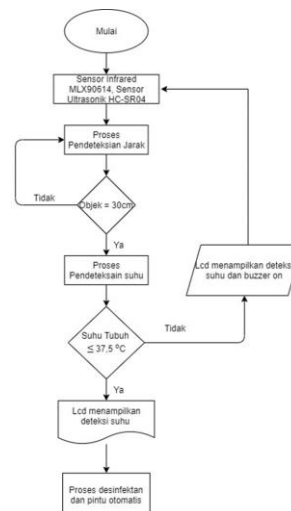 Mulai
Sensor Infrared
MLX90614, Sensor
Ultrasonik HC-SR04
Proses
Pendeteksian Jarak
Tidak
Objek = 30cm
Ya
Proses
Pendeteksain suhu
Lcd menampilkan deteksi
suhu dan buzzer on
Suhu Tubuh
≤ 37,5 °C
Tidak
Ya
Lcd menampilkan
deteksi suhu
Proses desinfektan
dan pintu otomatis